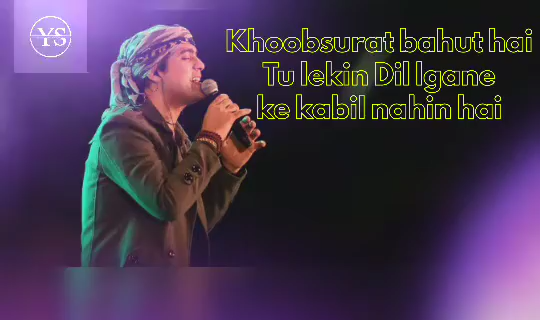 YS
Khoobsurat bahut hai
Tu lekin Dil lgane
ke kabil nahin hai